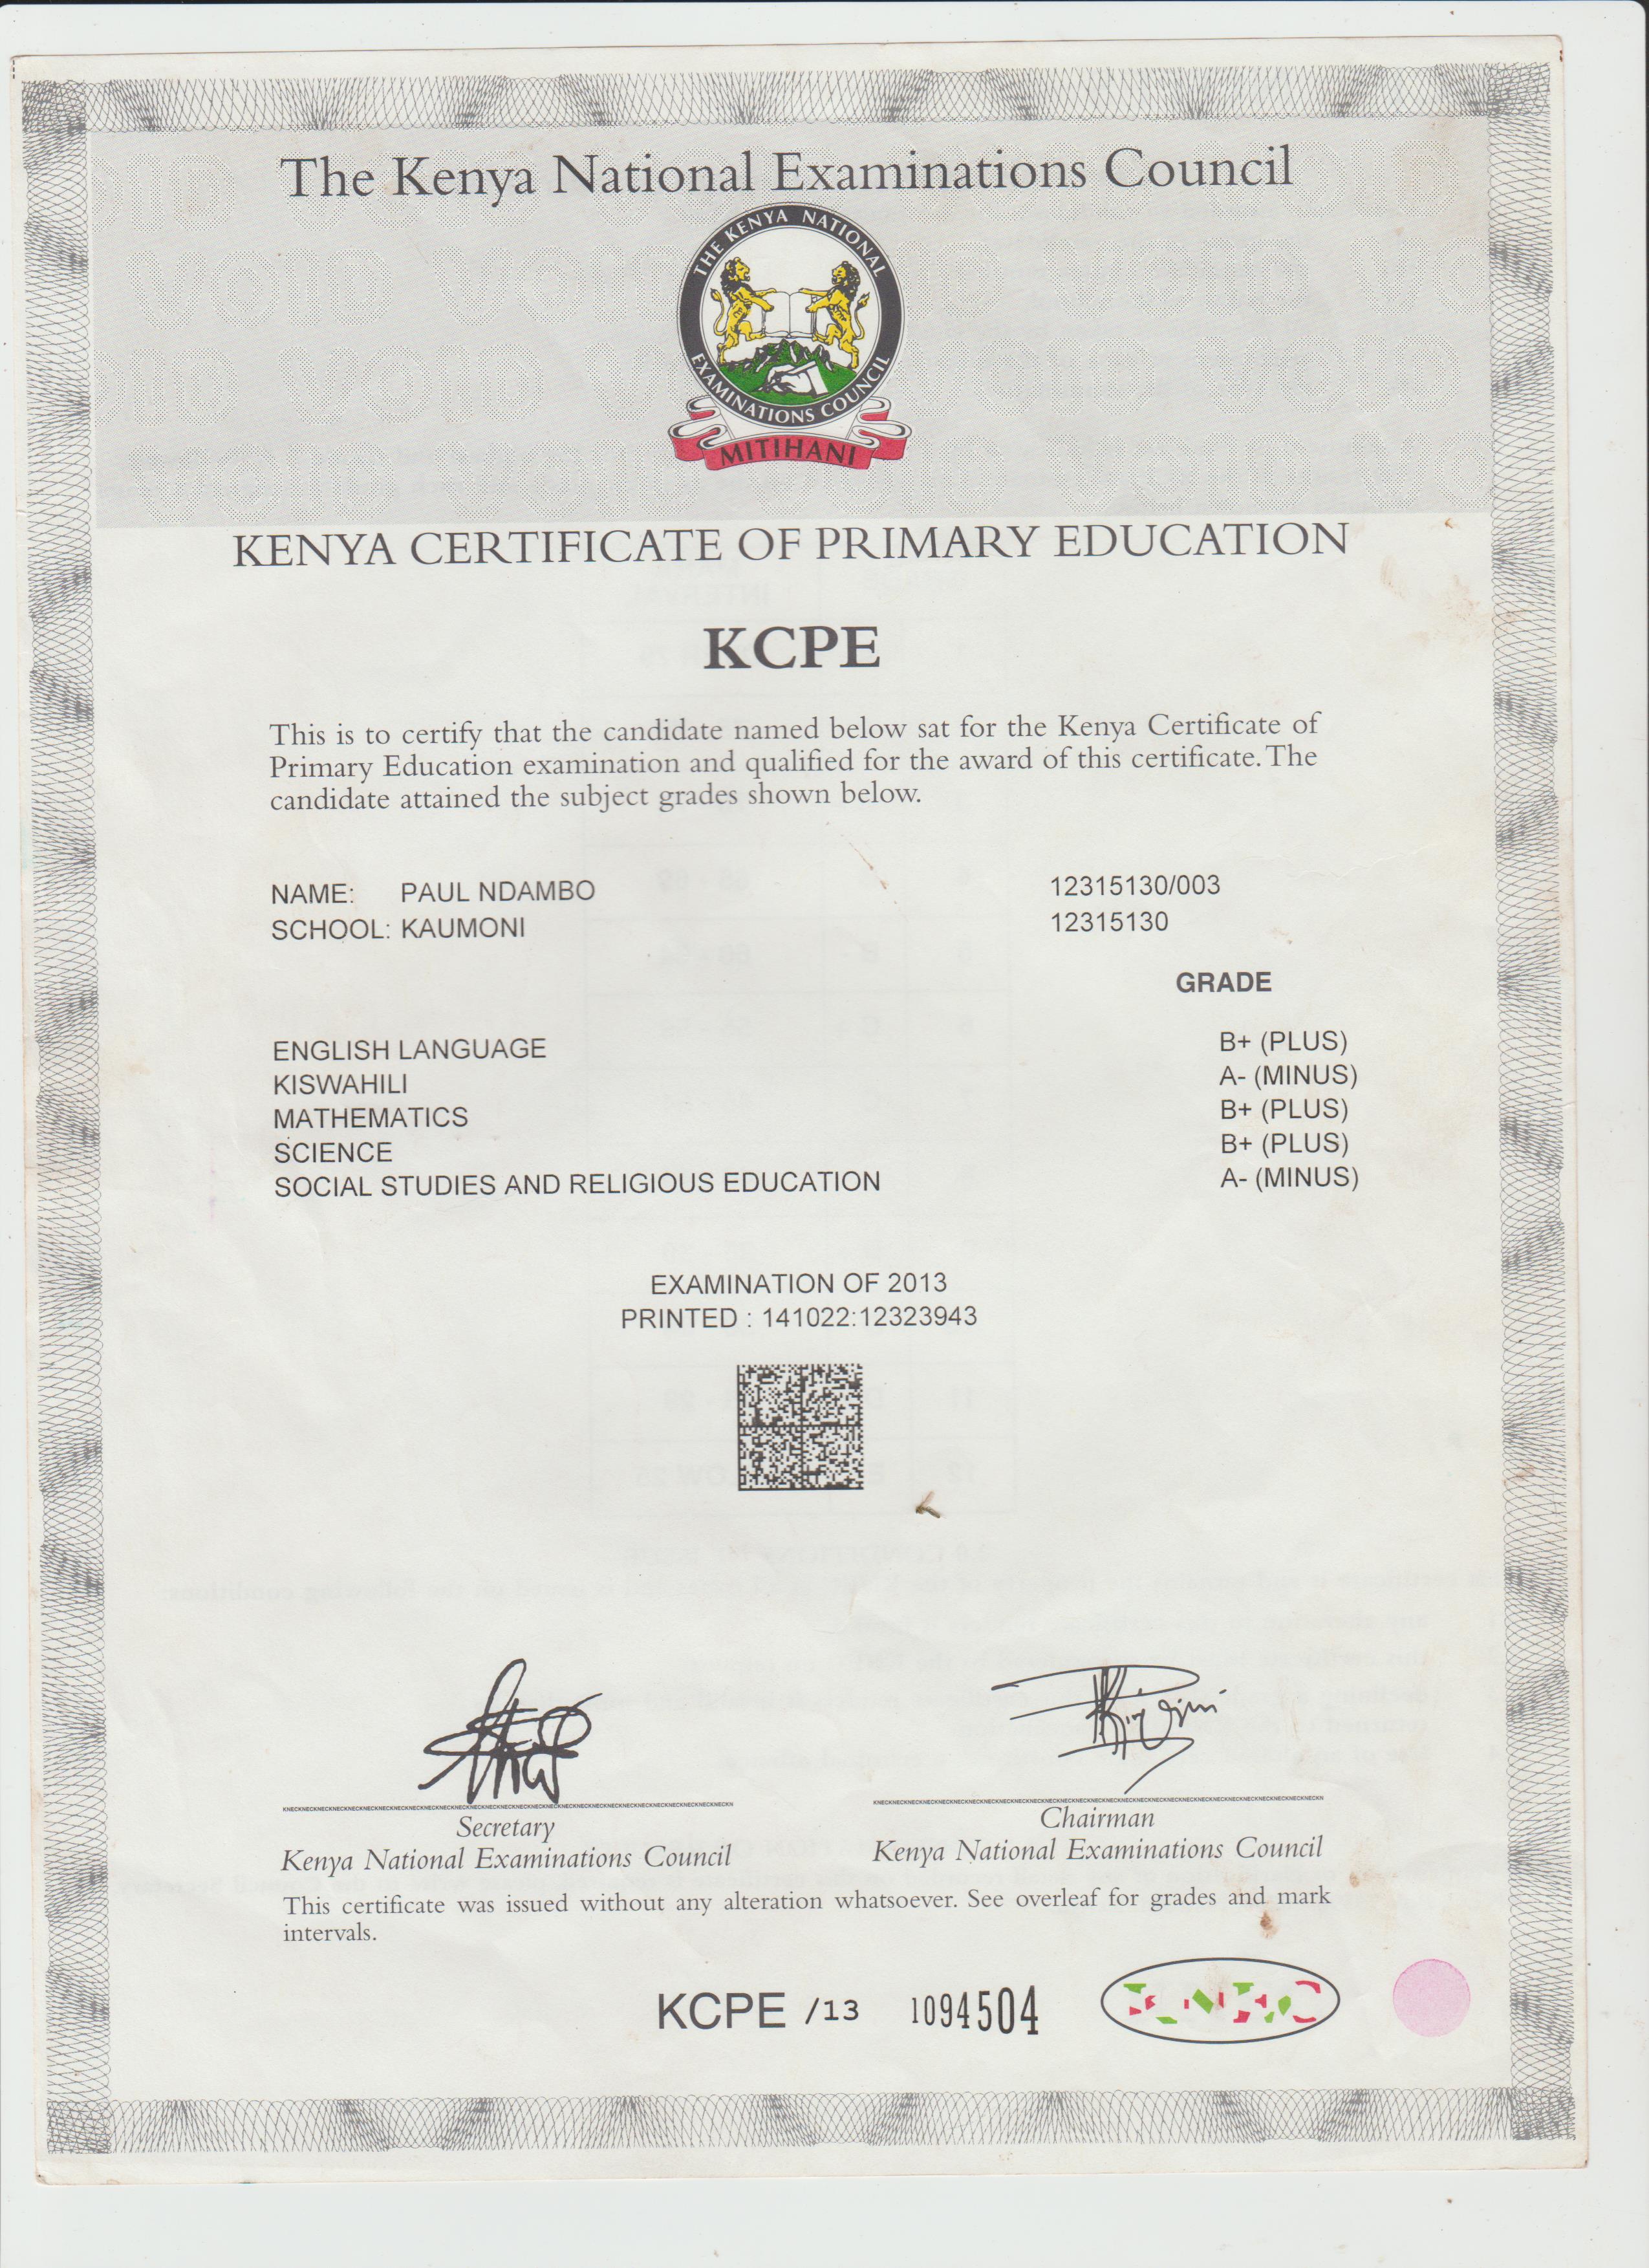 The Kenya National Examinations Council
THE KENYA NATIONAL
EXAMINATIONS COUNCIL
MITIHANI
KENYA CERTIFICATE OF PRIMARY EDUCATION
KCPE
This is to certify that the candidate named below sat for the Kenya Certificate of
Primary Education examination and qualified for the award of this certificate. The
candidate attained the subject grades shown below.
NAME: PAUL NDAMBO 12315130/003
SCHOOL: KAUMONI 12315130
GRADE
ENGLISH LANGUAGE B+ (PLUS)
KISWAHILI A- (MINUS)
MATHEMATICS B+ (PLUS)
SCIENCE B+ (PLUS)
SOCIAL STUDIES AND RELIGIOUS EDUCATION A- (MINUS)
EXAMINATION OF 2013
PRINTED : 141022:12323943
Secretary Chairman
Kenya National Examinations Council Kenya National Examinations Council
This certificate was issued without any alteration whatsoever. See overleaf for grades and mark
intervals.
KCPE /13 1094504